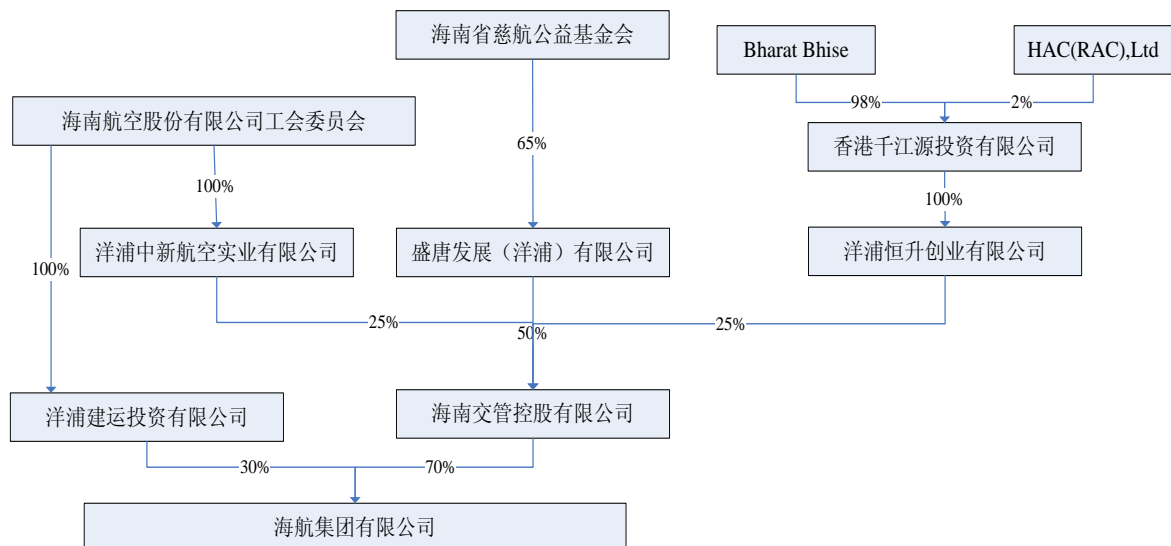 海南省慈航公益基金会
Bharat Bhise
HAC(RAC),Ltd
98%
2%
海南航空股份有限公司工会委员会
65%
香港千江源投资有限公司
100%
100%
洋浦中新航空实业有限公司
盛唐发展（洋浦）有限公司
洋浦恒升创业有限公司
100%
25%
50%
25%
洋浦建运投资有限公司
海南交管控股有限公司
30%
70%
海航集团有限公司